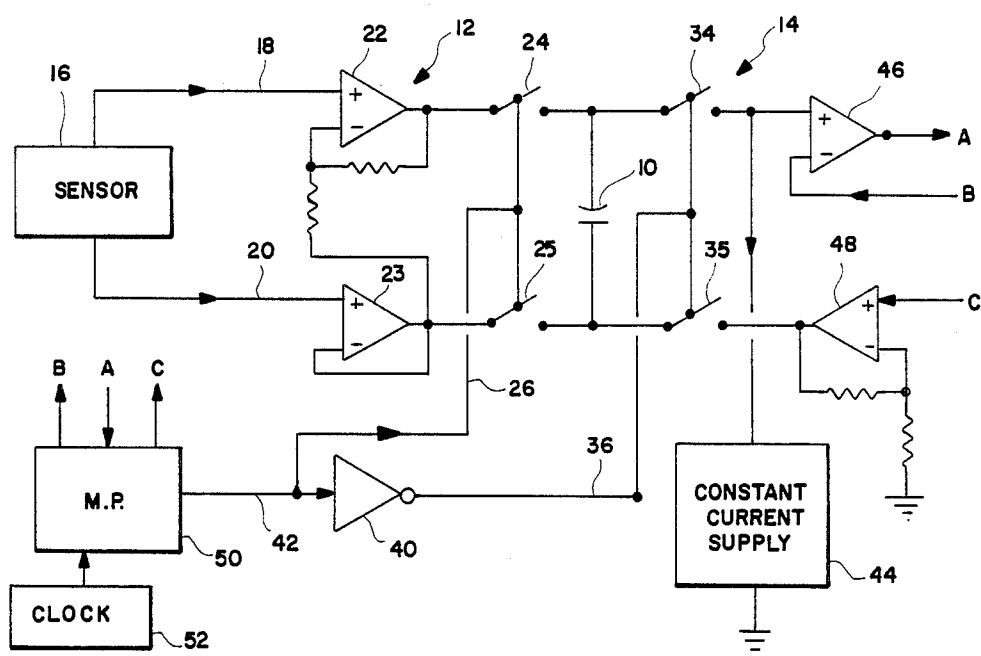 12
14
22
24
34
18
16
46
+
+
A
−
−
10
B
SENSOR
20
23
25
35
48
+
+
C
−
−
B A C
26
36
M.P.
CONSTANT
CURRENT
SUPPLY
42
40
50
44
CLOCK
52